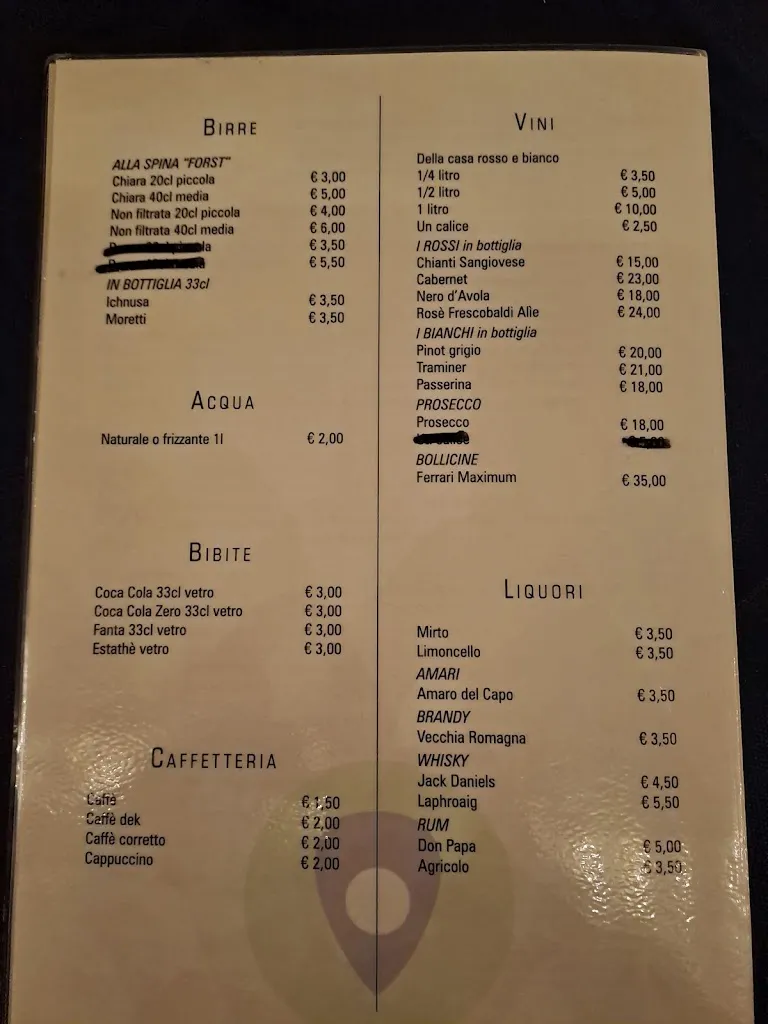 BIRRE
ALLA SPINA "FORST"
Chiara 20cl piccola € 3,00
Chiara 40cl media € 5,00
Non filtrata 20cl piccola € 4,00
Non filtrata 40cl media € 6,00
€ 3,50
€ 5,50
IN BOTTIGLIA 33cl
Ichnusa € 3,50
Moretti € 3,50
ACQUA
Naturale o frizzante 1l € 2,00
BIBITE
Coca Cola 33cl vetro € 3,00
Coca Cola Zero 33cl vetro € 3,00
Fanta 33cl vetro € 3,00
Estathè vetro € 3,00
CAFFETTERIA
Caffè € 1,50
Caffè dek € 2,00
Caffè corretto € 2,00
Cappuccino € 2,00
VINI
Della casa rosso e bianco
1/4 litro € 3,50
1/2 litro € 5,00
1 litro € 10,00
Un calice € 2,50
I ROSSI in bottiglia
Chianti Sangiovese € 15,00
Cabernet € 23,00
Nero d'Avola € 18,00
Rosè Frescobaldi Alìe € 24,00
I BIANCHI in bottiglia
Pinot grigio € 20,00
Traminer € 21,00
Passerina € 18,00
PROSECCO
Prosecco € 18,00
BOLLICINE
Ferrari Maximum € 35,00
LIQUORI
Mirto € 3,50
Limoncello € 3,50
AMARI
Amaro del Capo € 3,50
BRANDY
Vecchia Romagna € 3,50
WHISKY
Jack Daniels € 4,50
Laphroaig € 5,50
RUM
Don Papa € 5,00
Agricolo € 3,50